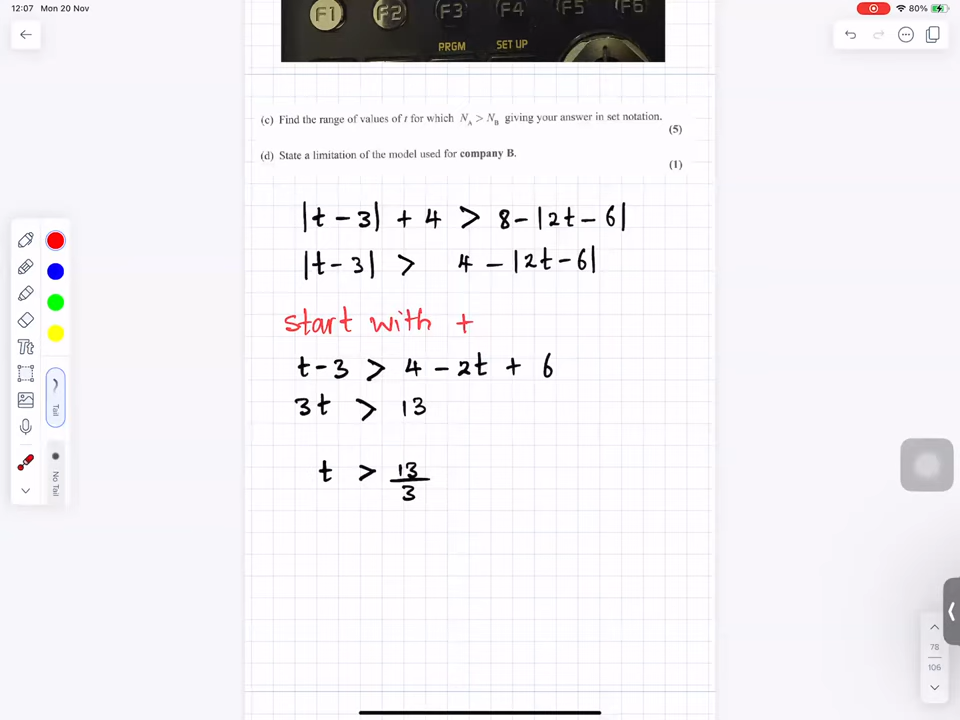 12:07 Mon 20 Nov
80%
F1 F2 F3 F4 F5 F6
PRGM SET UP
(c) Find the range of values of t for which N_A > N_B giving your answer in set notation.
(5)
(d) State a limitation of the model used for company B.
(1)
|t - 3| + 4 > 8 - |2t - 6|
|t - 3| > 4 - |2t - 6|
start with +
t - 3 > 4 - 2t + 6
3t > 13
t > 13/3
Tt
Tail
No Tail
78
106